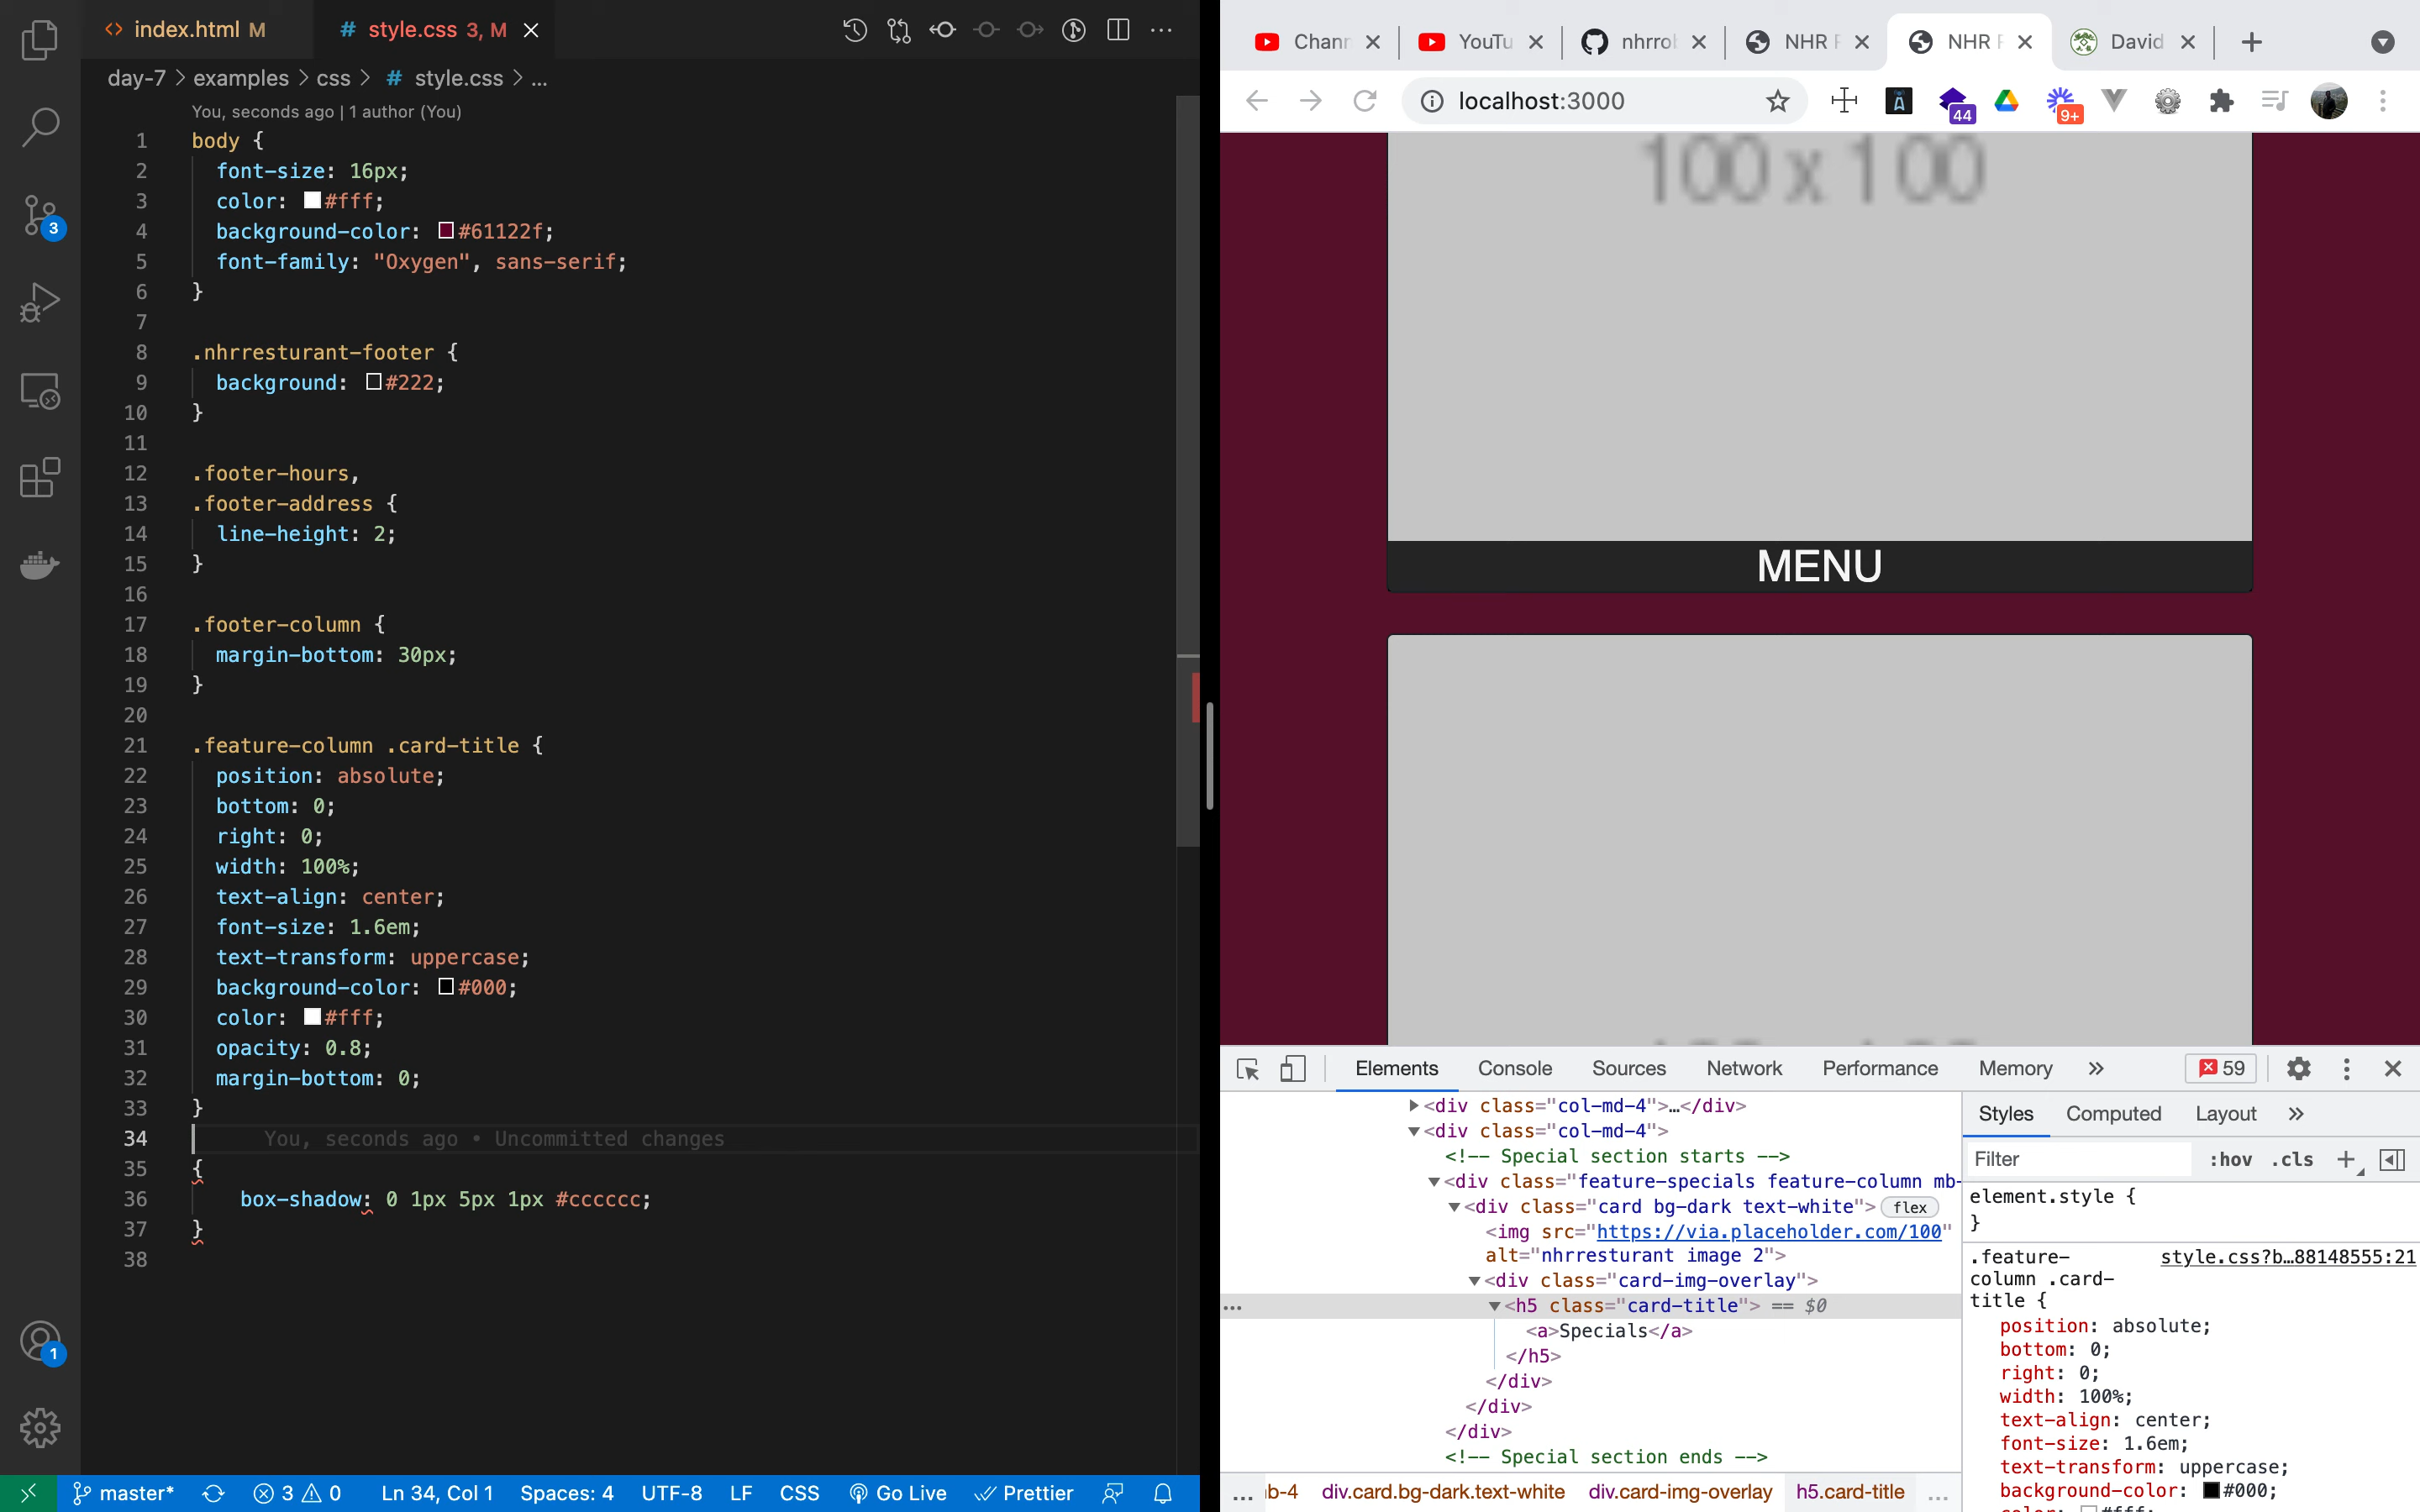 index.html M
style.css 3, M
day-7 > examples > css > # style.css > ...
You, seconds ago | 1 author (You)
1 body {
2 font-size: 16px;
3 color: #fff;
4 background-color: #61122f;
5 font-family: "Oxygen", sans-serif;
6 }
7
8 .nhrresturant-footer {
9 background: #222;
10 }
11
12 .footer-hours,
13 .footer-address {
14 line-height: 2;
15 }
16
17 .footer-column {
18 margin-bottom: 30px;
19 }
20
21 .feature-column .card-title {
22 position: absolute;
23 bottom: 0;
24 right: 0;
25 width: 100%;
26 text-align: center;
27 font-size: 1.6em;
28 text-transform: uppercase;
29 background-color: #000;
30 color: #fff;
31 opacity: 0.8;
32 margin-bottom: 0;
33 }
34 You, seconds ago • Uncommitted changes
35 {
36 box-shadow: 0 1px 5px 1px #cccccc;
37 }
38
3
1
master* 3 0 Ln 34, Col 1 Spaces: 4 UTF-8 LF CSS Go Live Prettier
Chann YouTu nhrrol NHR NHR David
localhost:3000
44 9+
100 x 100
MENU
Elements Console Sources Network Performance Memory » 59
<div class="col-md-4">…</div>
<div class="col-md-4">
<!-- Special section starts -->
<div class="feature-specials feature-column mb-
<div class="card bg-dark text-white"> flex
<img src="https://via.placeholder.com/100"
alt="nhrresturant image 2">
<div class="card-img-overlay">
<h5 class="card-title"> == $0
<a>Specials</a>
</h5>
</div>
</div>
</div>
<!-- Special section ends -->
... b-4 div.card.bg-dark.text-white div.card-img-overlay h5.card-title ...
Styles Computed Layout »
Filter :hov .cls +
element.style {
}
.feature- style.css?b…88148555:21
column .card-
title {
position: absolute;
bottom: 0;
right: 0;
width: 100%;
text-align: center;
font-size: 1.6em;
text-transform: uppercase;
background-color: #000;